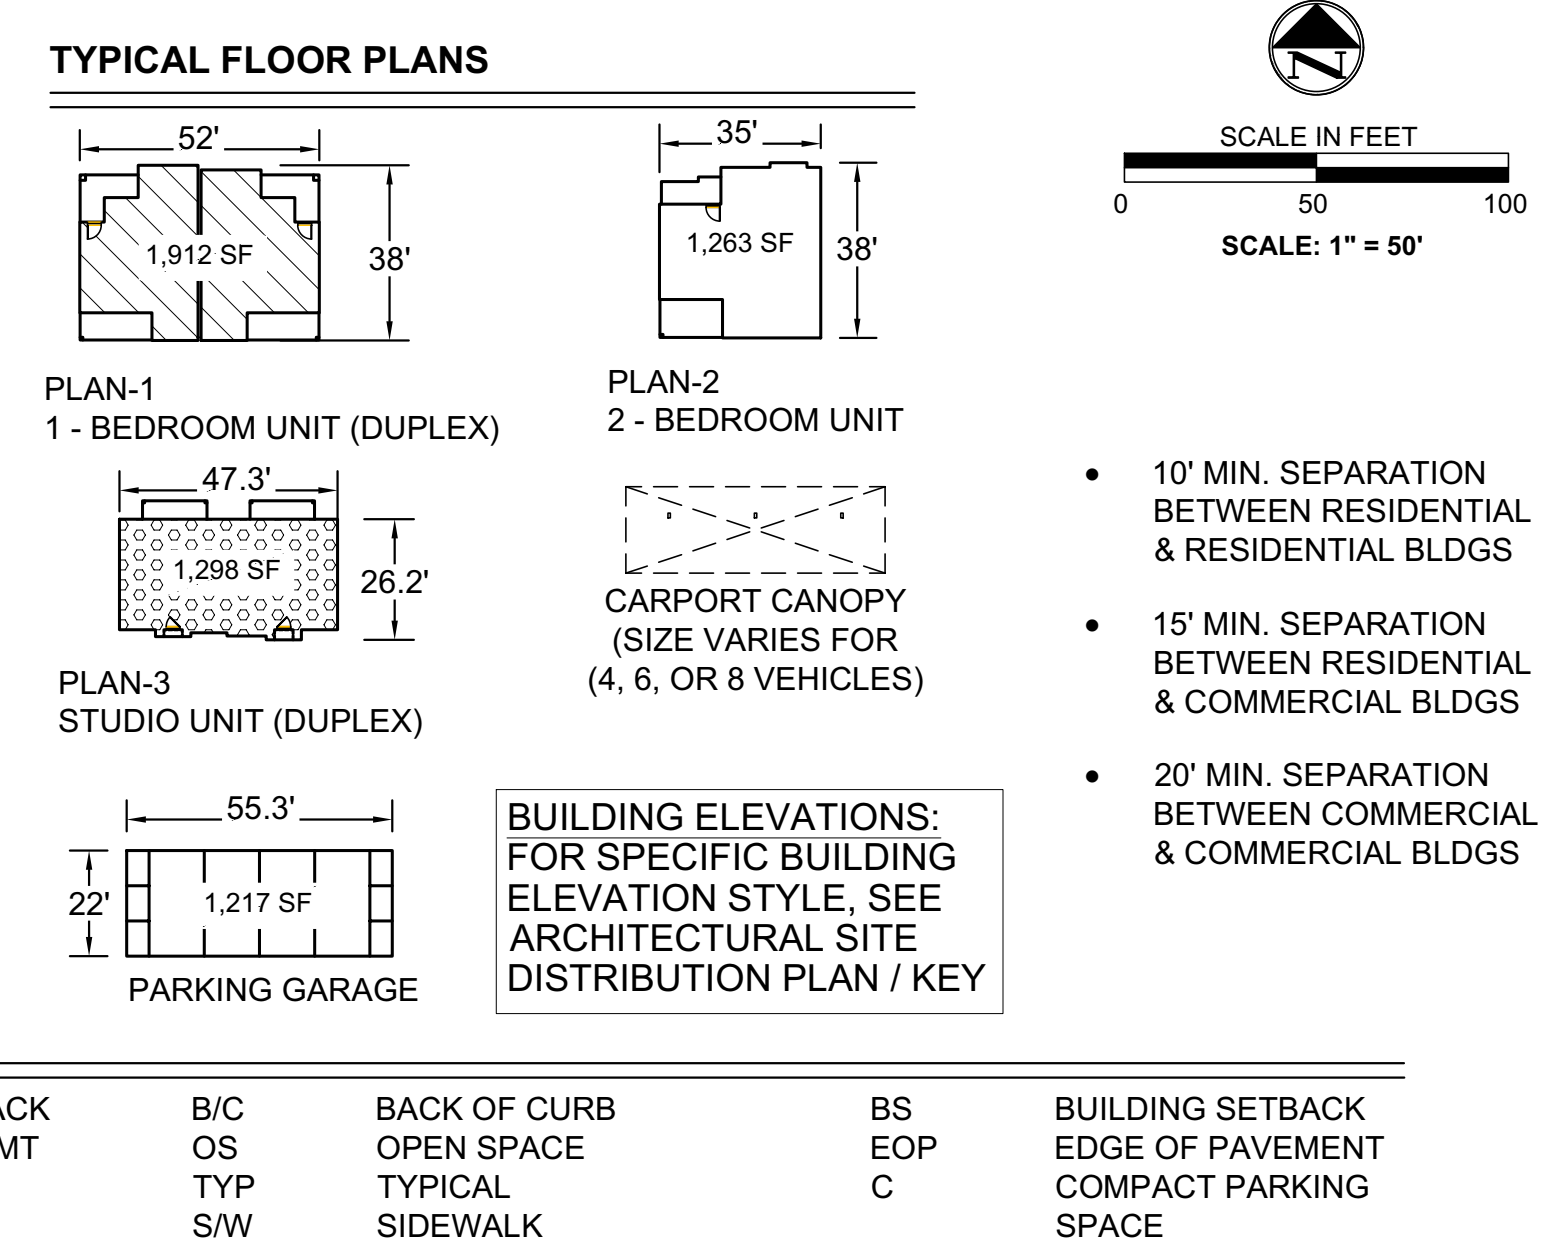 TYPICAL FLOOR PLANS
52'
1,912 SF
38'
PLAN-1
1 - BEDROOM UNIT (DUPLEX)
35'
1,263 SF
38'
PLAN-2
2 - BEDROOM UNIT
N
SCALE IN FEET
0 50 100
SCALE: 1" = 50'
47.3'
1,298 SF
26.2'
PLAN-3
STUDIO UNIT (DUPLEX)
CARPORT CANOPY
(SIZE VARIES FOR
(4, 6, OR 8 VEHICLES)
• 10' MIN. SEPARATION
BETWEEN RESIDENTIAL
& RESIDENTIAL BLDGS
• 15' MIN. SEPARATION
BETWEEN RESIDENTIAL
& COMMERCIAL BLDGS
• 20' MIN. SEPARATION
BETWEEN COMMERCIAL
& COMMERCIAL BLDGS
55.3'
22'
1,217 SF
PARKING GARAGE
BUILDING ELEVATIONS:
FOR SPECIFIC BUILDING
ELEVATION STYLE, SEE
ARCHITECTURAL SITE
DISTRIBUTION PLAN / KEY
ACK B/C BACK OF CURB BS BUILDING SETBACK
MT OS OPEN SPACE EOP EDGE OF PAVEMENT
TYP TYPICAL C COMPACT PARKING
S/W SIDEWALK SPACE